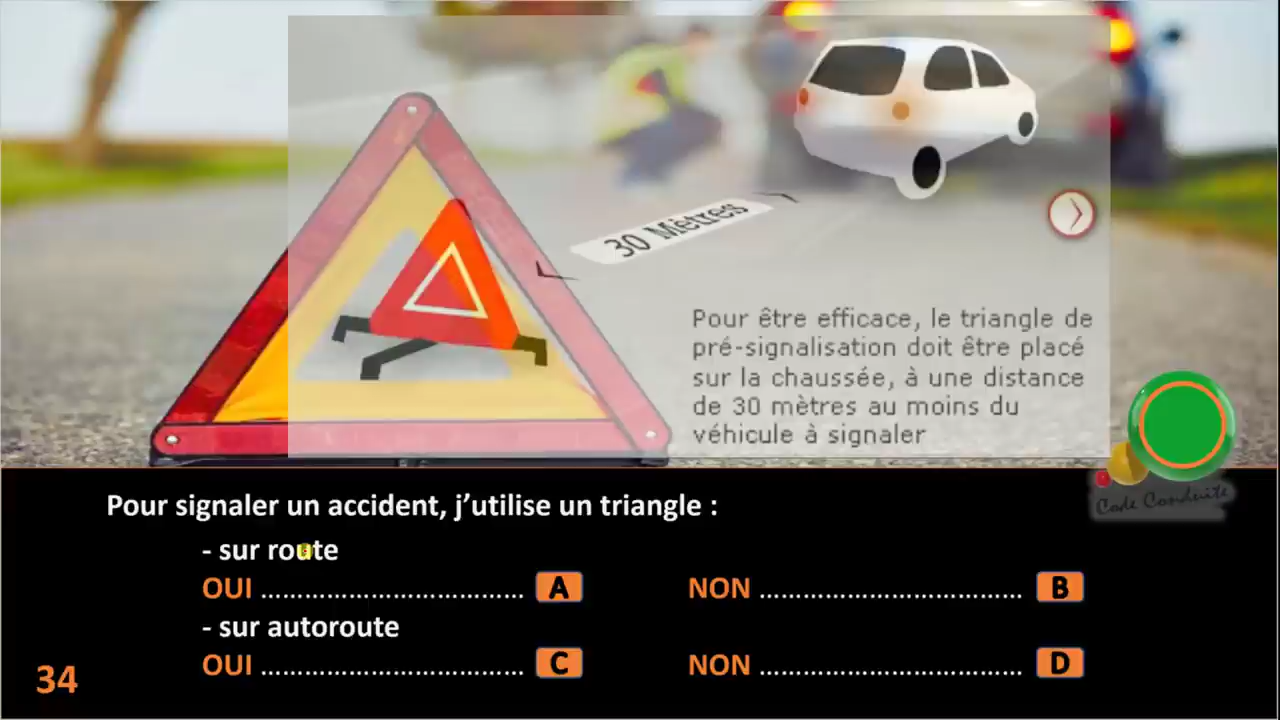 30 Mètres
Pour être efficace, le triangle de
pré-signalisation doit être placé
sur la chaussée, à une distance
de 30 mètres au moins du
véhicule à signaler
Code Conduite
Pour signaler un accident, j’utilise un triangle :
- sur route
OUI ………………………………. A NON ………………………………. B
- sur autoroute
OUI ………………………………. C NON ………………………………. D
34